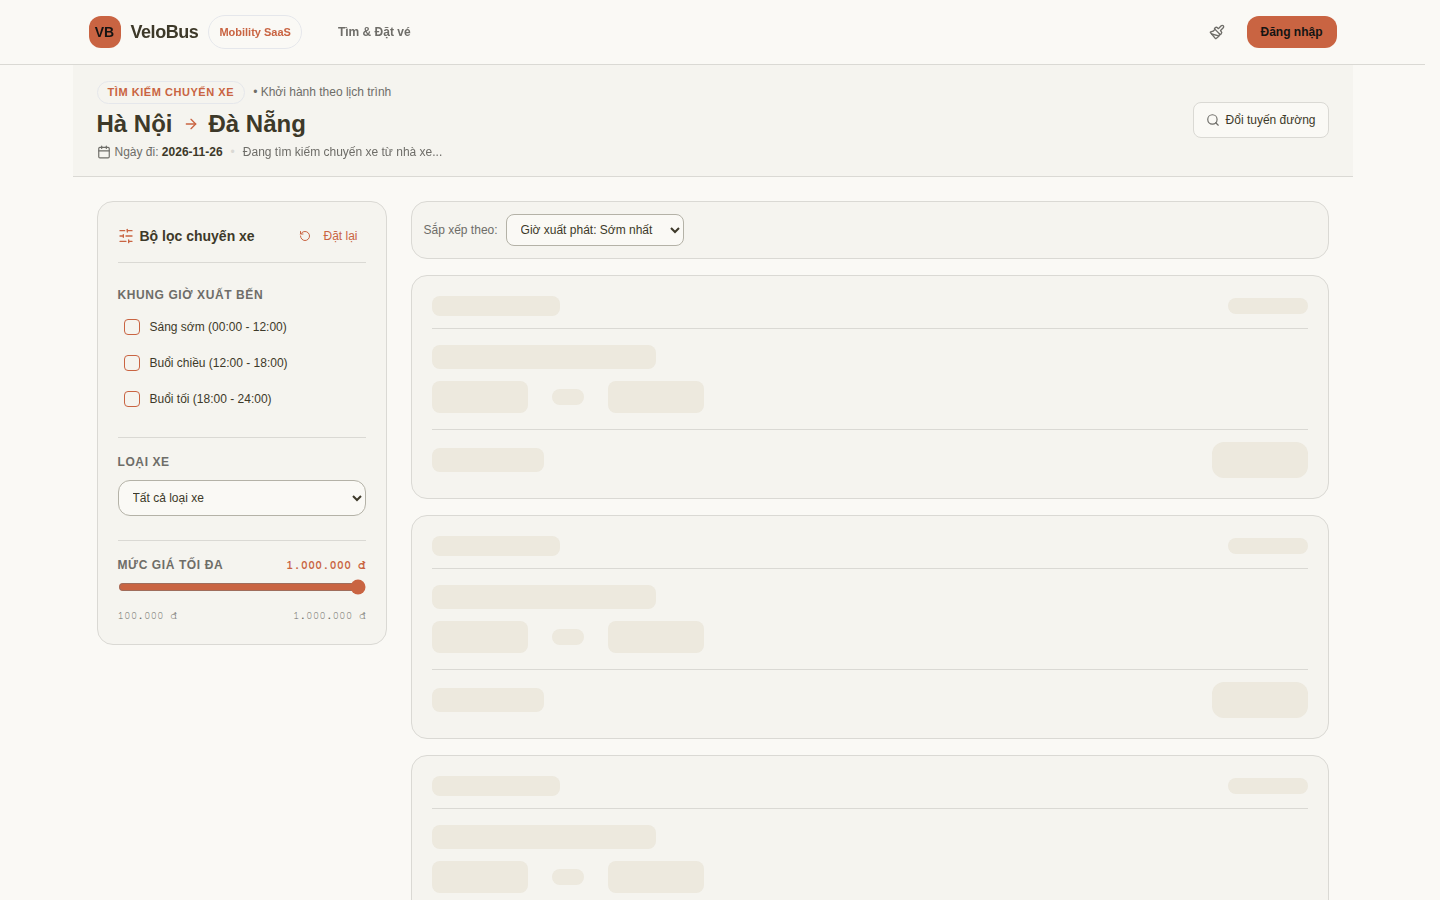 VB VeloBus Mobility SaaS Tìm & Đặt vé Đăng nhập
TÌM KIẾM CHUYẾN XE • Khởi hành theo lịch trình
Hà Nội → Đà Nẵng
Đổi tuyến đường
Ngày đi: 2026-11-26 • Đang tìm kiếm chuyến xe từ nhà xe...
Bộ lọc chuyến xe Đặt lại
KHUNG GIỜ XUẤT BẾN
Sáng sớm (00:00 - 12:00)
Buổi chiều (12:00 - 18:00)
Buổi tối (18:00 - 24:00)
LOẠI XE
Tất cả loại xe
MỨC GIÁ TỐI ĐA 1.000.000 đ
100.000 đ 1.000.000 đ
Sắp xếp theo: Giờ xuất phát: Sớm nhất